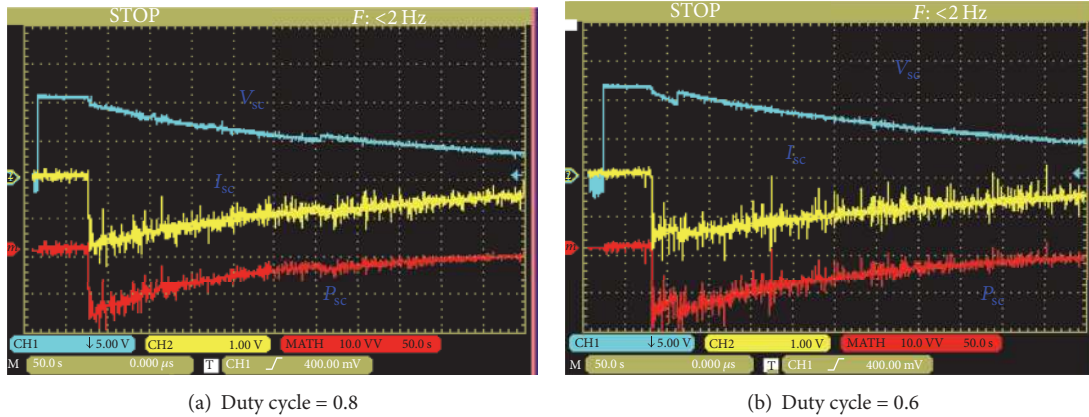 STOP
F: <2 Hz
V_sc
I_sc
P_sc
2
m
CH1 ↓5.00 V
CH2 1.00 V
MATH 10.0 VV 50.0 s
M 50.0 s 0.000 μs
T CH1 400.00 mV
(a) Duty cycle = 0.8
STOP
F: <2 Hz
V_sc
I_sc
P_sc
2
m
CH1 ↓5.00 V
CH2 1.00 V
MATH 10.0 VV 50.0 s
M 50.0 s 0.000 μs
T CH1 400.00 mV
(b) Duty cycle = 0.6